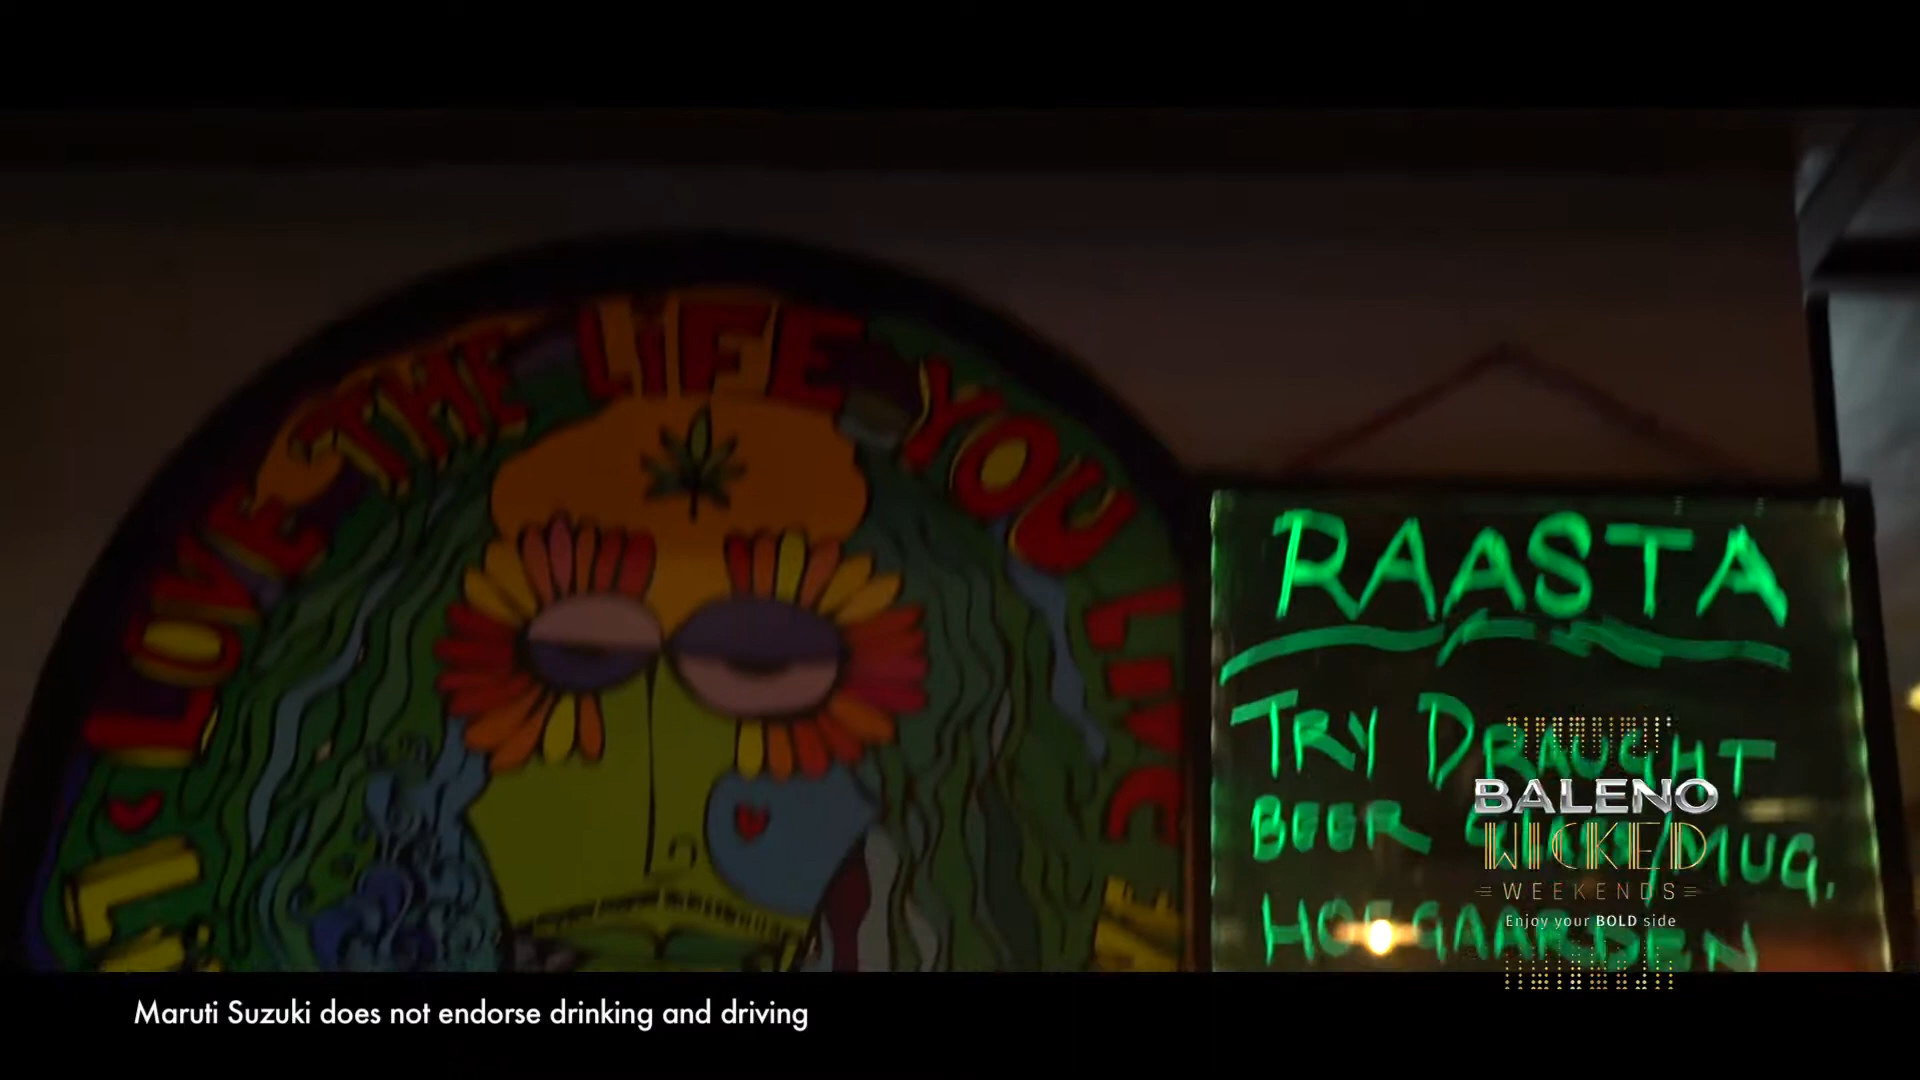 LOVE THE LIFE YOU LIVE
RAASTA
TRY DRAUGHT
BEER GLASS/MUG.
HOEGAARDEN
BALENO
WICKED
WEEKENDS
Enjoy your BOLD side
Maruti Suzuki does not endorse drinking and driving